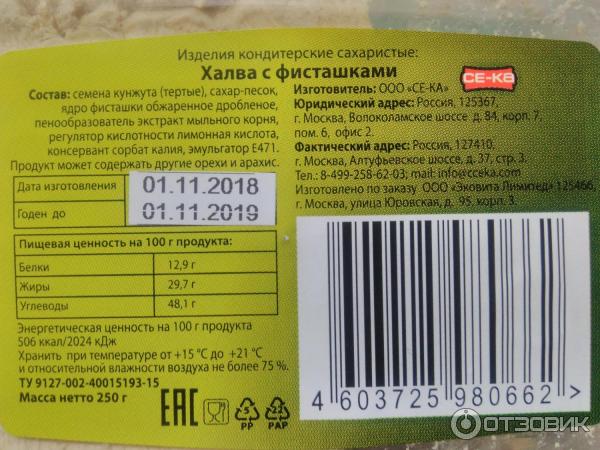 Изделия кондитерские сахаристые:
Халва с фисташками
Состав: семена кунжута (тертые), сахар-песок,
ядро фисташки обжаренное дробленое,
пенообразователь экстракт мыльного корня,
регулятор кислотности лимонная кислота,
консервант сорбат калия, эмульгатор Е471.
Продукт может содержать другие орехи и арахис.
Дата изготовления 01.11.2018
Годен до 01.11.2019
Пищевая ценность на 100 г продукта:
Белки 12,9 г
Жиры 29,7 г
Углеводы 48,1 г
Энергетическая ценность на 100 г продукта
506 ккал/2024 кДж
Хранить при температуре от +15 °С до +21 °С
и относительной влажности воздуха не более 75 %.
ТУ 9127-002-40015193-15
Масса нетто 250 г
EAC
5
PP
22
PAP
Изготовитель: ООО «СЕ-КА»
СЕ-КА
Юридический адрес: Россия, 125367,
г. Москва, Волоколамское шоссе д. 84, корп. 7,
пом. 6, офис 2.
Фактический адрес: Россия, 127410,
г. Москва, Алтуфьевское шоссе, д. 37, стр. 3.
Тел.: 8-499-258-62-03; mail: info@cceka.com
Изготовлено по заказу ООО «Эковита Лимитед» 125466,
г. Москва, улица Юровская, д. 95, корп. 3.
4 603725 980662 >
ОТЗОВИК